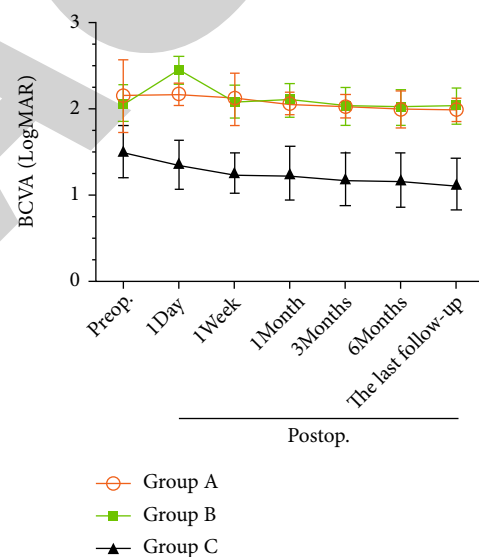 3
2
1
0
BCVA (LogMAR)
Preop.
1Day
1Week
1Month
3Months
6Months
The last follow-up
Postop.
Group A
Group B
Group C